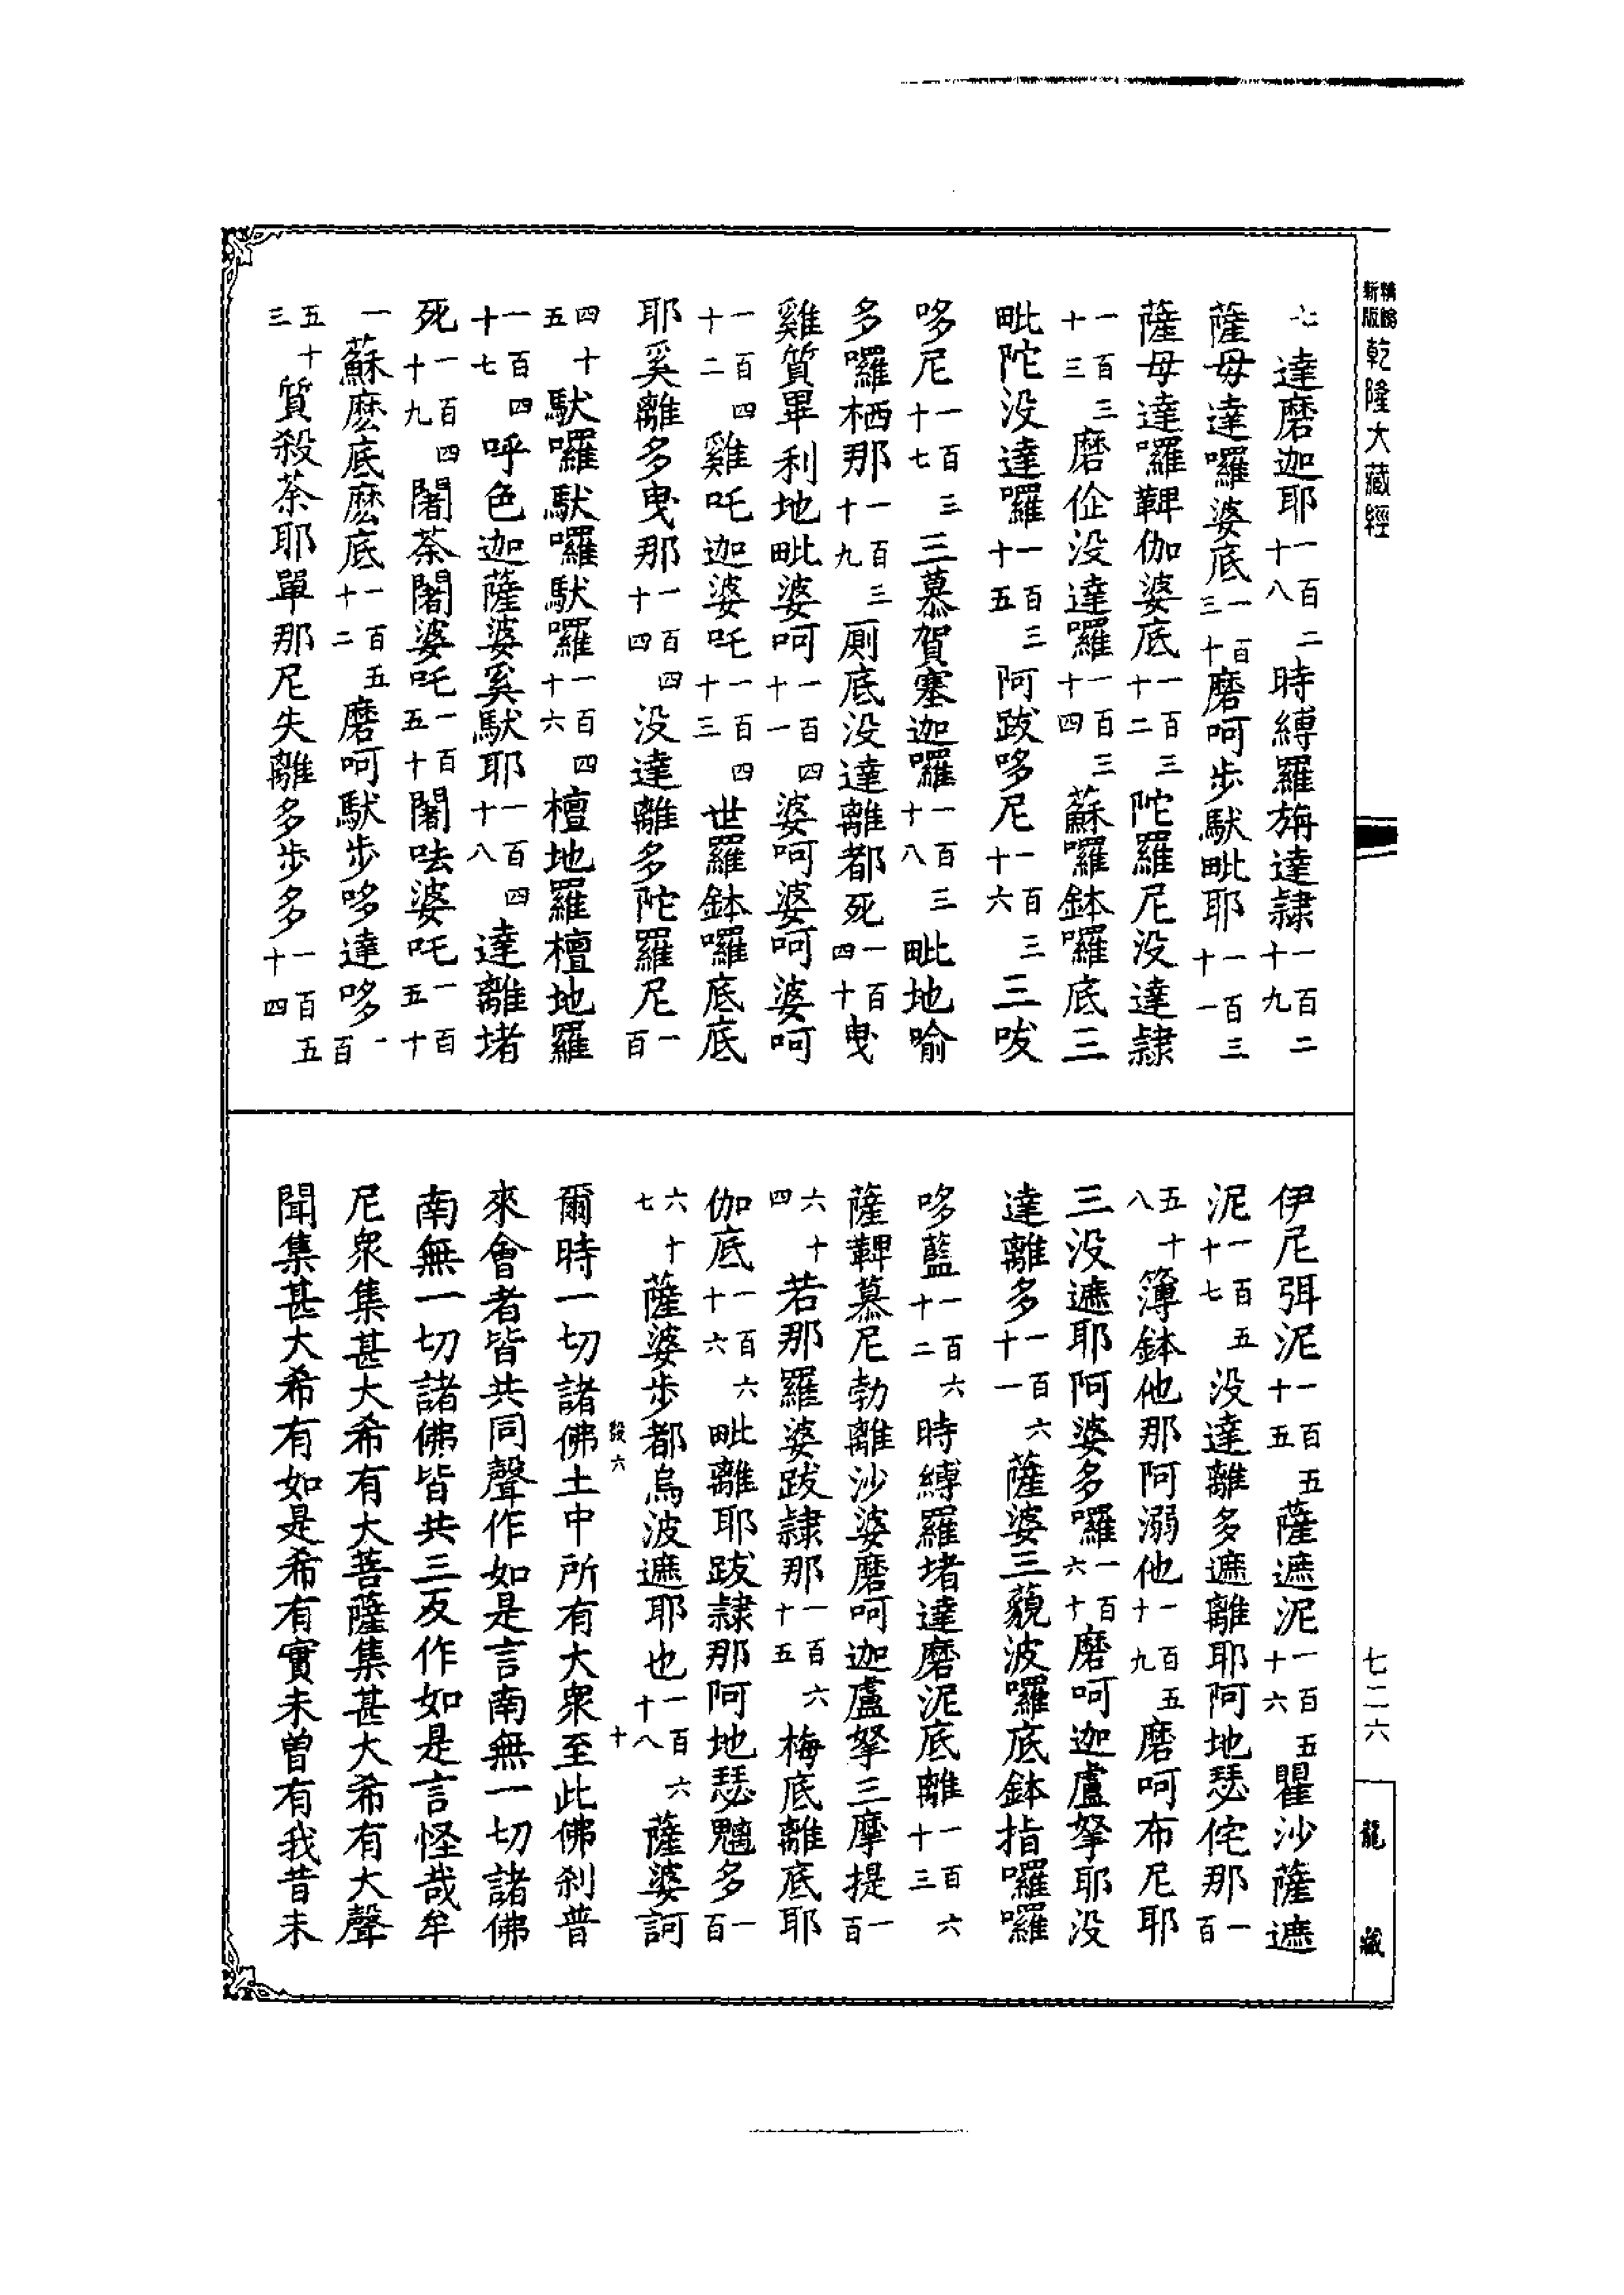 新版精縮乾隆大藏經
七達磨迦耶一百二十八時縛羅旃達隷一百二十九
薩母達囉婆底一百三十磨呵步馱毗耶一百三十一
薩母達囉鞞伽婆底一百三十二陀羅尼没達隷
一百三十三磨伹没達囉一百三十四蘇囉鉢囉底三
毗陀没達囉一百三十五阿跋哆尼一百三十六三咹
哆尼一百三十七三慕賀塞迦囉一百三十八毗地喻
多囉栖那一百三十九厠底没達離都死一百四十曳
雞質畢利地毗婆呵一百四十一婆呵婆呵婆呵
一百四十二雞吒迦婆吒一百四十三世羅鉢囉底底
耶奚離多曳那一百四十四没達離多陀羅尼一百
四十五馱囉馱囉馱囉一百四十六檀地羅檀地羅
一百四十七呼色迦薩婆奚馱耶一百四十八達離堵
死一百四十九闍荼闍婆吒一百五十闍呿婆吒一百五十
一蘇麽底麽底一百五十二磨呵馱步哆達哆一百
五十三質殺荼耶單那尼失離多步多一百五十四
伊尼弭泥一百五十五薩遮泥一百五十六瞿沙薩遮
泥一百五十七没達離多遮離耶阿地瑟侘那一百
五十八簿鉢他那阿溺他一百五十九磨呵布尼耶
三没遮耶阿婆多囉一百六十磨呵迦盧拏耶没
達離多一百六十一薩婆三藐波囉底鉢指囉囉
哆藍一百六十二時縛羅堵達磨泥底離一百六十三
薩鞞慕尼勃離沙婆磨呵迦盧拏三摩提一百
六十四若那羅婆跋隷那一百六十五梅底離底耶
伽底一百六十六毗離耶跋隷那阿地瑟魑多一百
六十七薩婆步都烏波遮耶也一百六十八薩婆訶
殺六 十
爾時一切諸佛土中所有大衆至此佛刹普
來會者皆共同聲作如是言南無一切諸佛
南無一切諸佛皆共三反作如是言怪哉牟
尼衆集甚大希有大菩薩集甚大希有大聲
聞集甚大希有如是希有實未曾有我昔未
七二六
龍藏